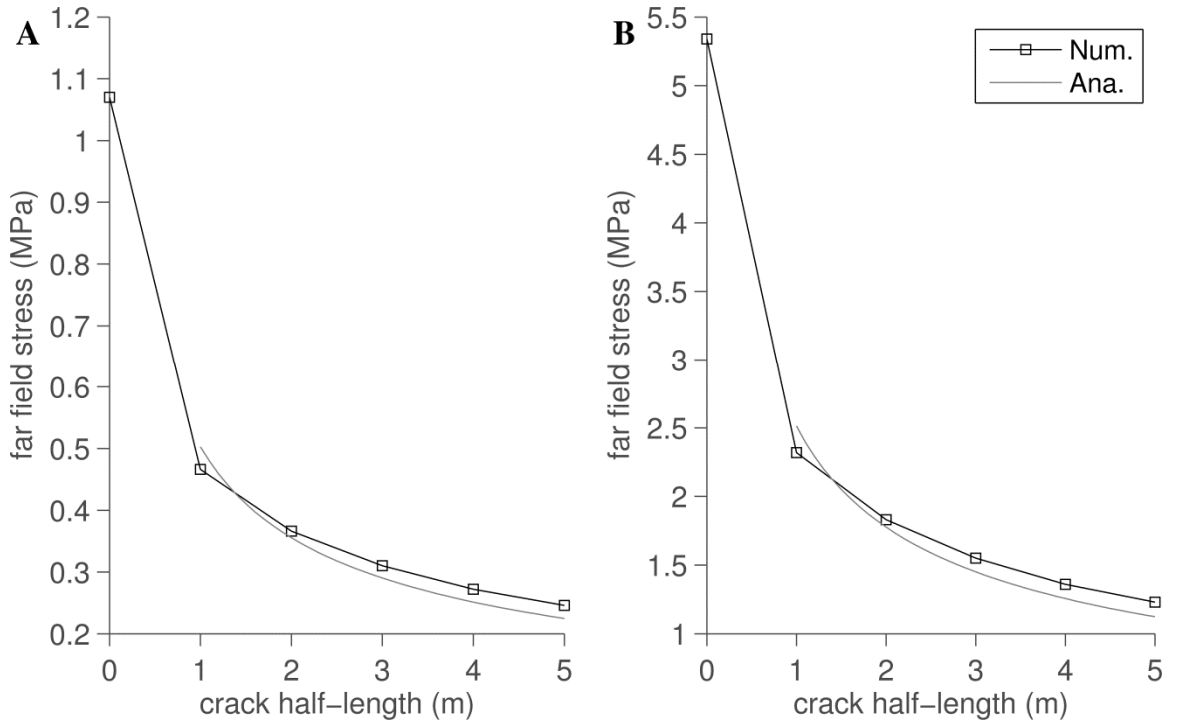 A
1.2
1.1
1
0.9
0.8
0.7
0.6
0.5
0.4
0.3
0.2
far field stress (MPa)
0 1 2 3 4 5
crack half-length (m)
B
5.5
5
4.5
4
3.5
3
2.5
2
1.5
1
far field stress (MPa)
0 1 2 3 4 5
crack half-length (m)
Num.
Ana.